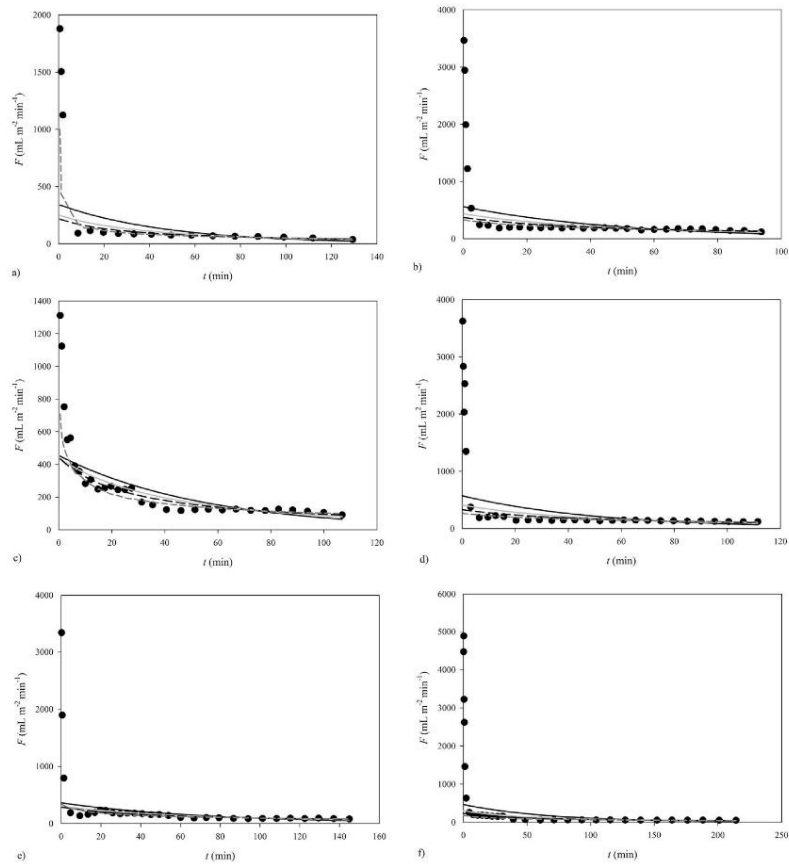 2000
1500
1000
500
0
F (mL m⁻² min⁻¹)
0 20 40 60 80 100 120 140
a)
t (min)
4000
3000
2000
1000
0
F (mL m⁻² min⁻¹)
0 20 40 60 80 100
b)
t (min)
1400
1200
1000
800
600
400
200
0
F (mL m⁻² min⁻¹)
0 20 40 60 80 100 120
c)
t (min)
4000
3000
2000
1000
0
F (mL m² min⁻¹)
0 20 40 60 80 100 120
d)
t (min)
4000
3000
2000
1000
0
F (mL m⁻² min⁻¹)
0 20 40 60 80 100 120 140 160
e)
t (min)
6000
5000
4000
3000
2000
1000
0
F (mL m⁻² min⁻¹)
0 50 100 150 200 250
f)
t (min)